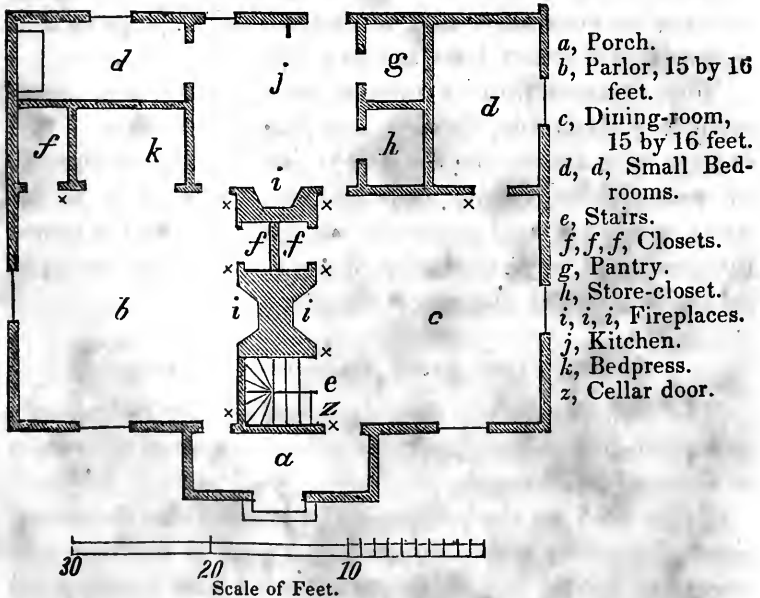 d
j
g
d
f
k
h
i
f f
b
i i
c
e
z
a
a, Porch.
b, Parlor, 15 by 16
feet.
c, Dining-room,
15 by 16 feet.
d, d, Small Bed-
rooms.
e, Stairs.
f, f, f, Closets.
g, Pantry.
h, Store-closet.
i, i, i, Fireplaces.
j, Kitchen.
k, Bedpress.
z, Cellar door.
30 20 10
Scale of Feet.